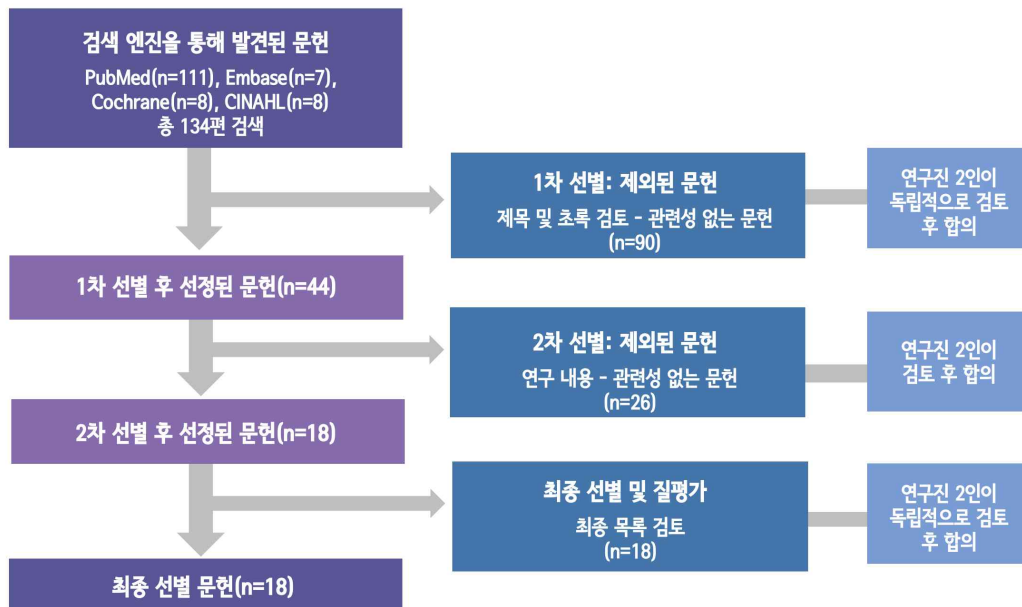 검색 엔진을 통해 발견된 문헌
PubMed(n=111), Embase(n=7),
Cochrane(n=8), CINAHL(n=8)
총 134편 검색
1차 선별: 제외된 문헌
제목 및 초록 검토 - 관련성 없는 문헌
(n=90)
연구진 2인이
독립적으로 검토
후 합의
1차 선별 후 선정된 문헌(n=44)
2차 선별: 제외된 문헌
연구 내용 - 관련성 없는 문헌
(n=26)
연구진 2인이
검토 후 합의
2차 선별 후 선정된 문헌(n=18)
최종 선별 및 질평가
최종 목록 검토
(n=18)
연구진 2인이
독립적으로 검토
후 합의
최종 선별 문헌(n=18)